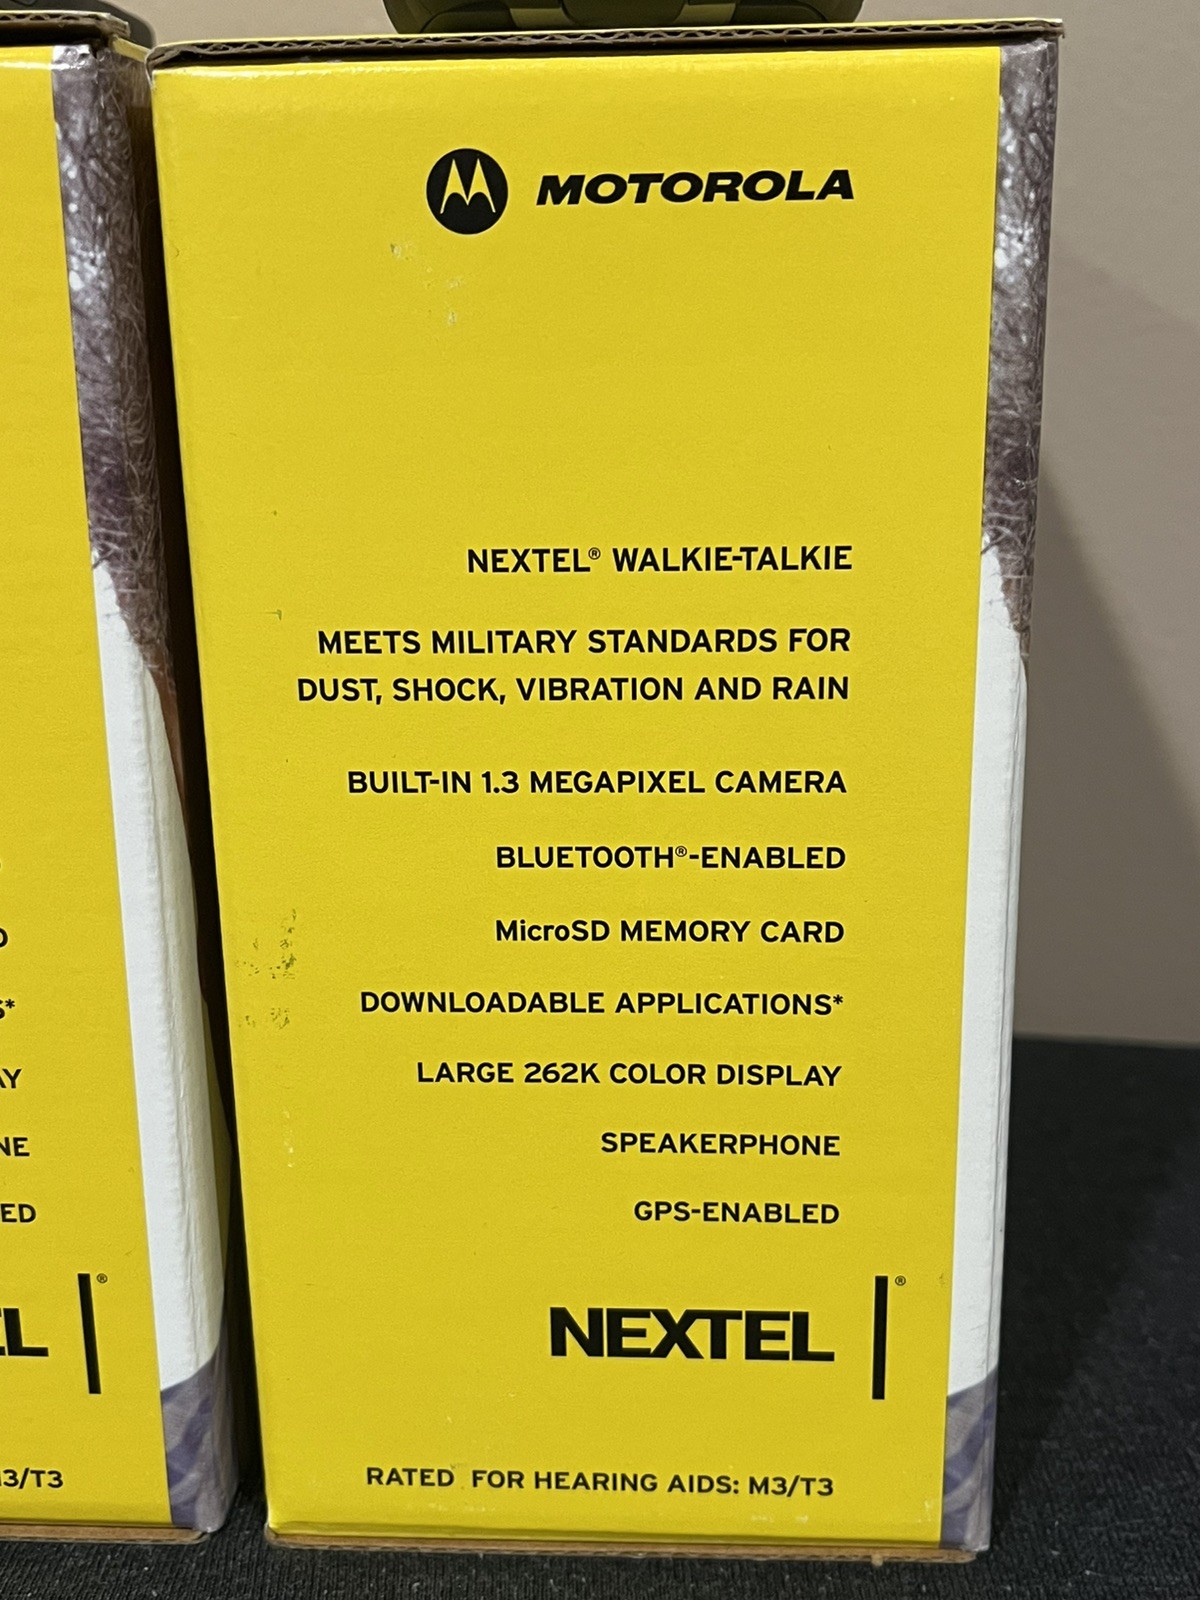 MOTOROLA
NEXTEL® WALKIE-TALKIE
MEETS MILITARY STANDARDS FOR
DUST, SHOCK, VIBRATION AND RAIN
BUILT-IN 1.3 MEGAPIXEL CAMERA
BLUETOOTH®-ENABLED
MicroSD MEMORY CARD
DOWNLOADABLE APPLICATIONS*
LARGE 262K COLOR DISPLAY
SPEAKERPHONE
GPS-ENABLED
NEXTEL®
RATED FOR HEARING AIDS: M3/T3